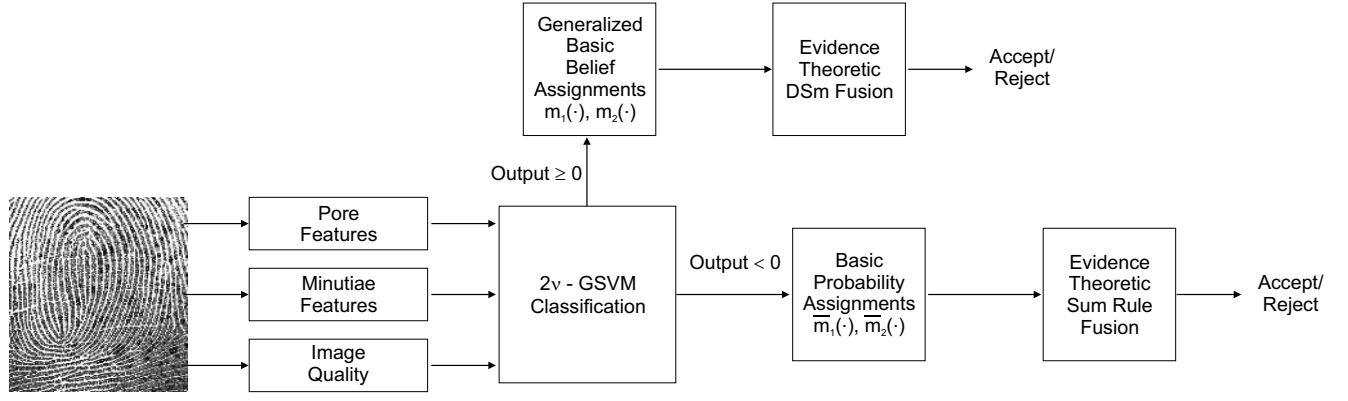 Generalized
Basic
Belief
Assignments
m₁(·), m₂(·)
Evidence
Theoretic
DSm Fusion
Accept/
Reject
Output ≥ 0
Pore
Features
Minutiae
Features
Image
Quality
2ν - GSVM
Classification
Output < 0
Basic
Probability
Assignments
m̅₁(·), m̅₂(·)
Evidence
Theoretic
Sum Rule
Fusion
Accept/
Reject